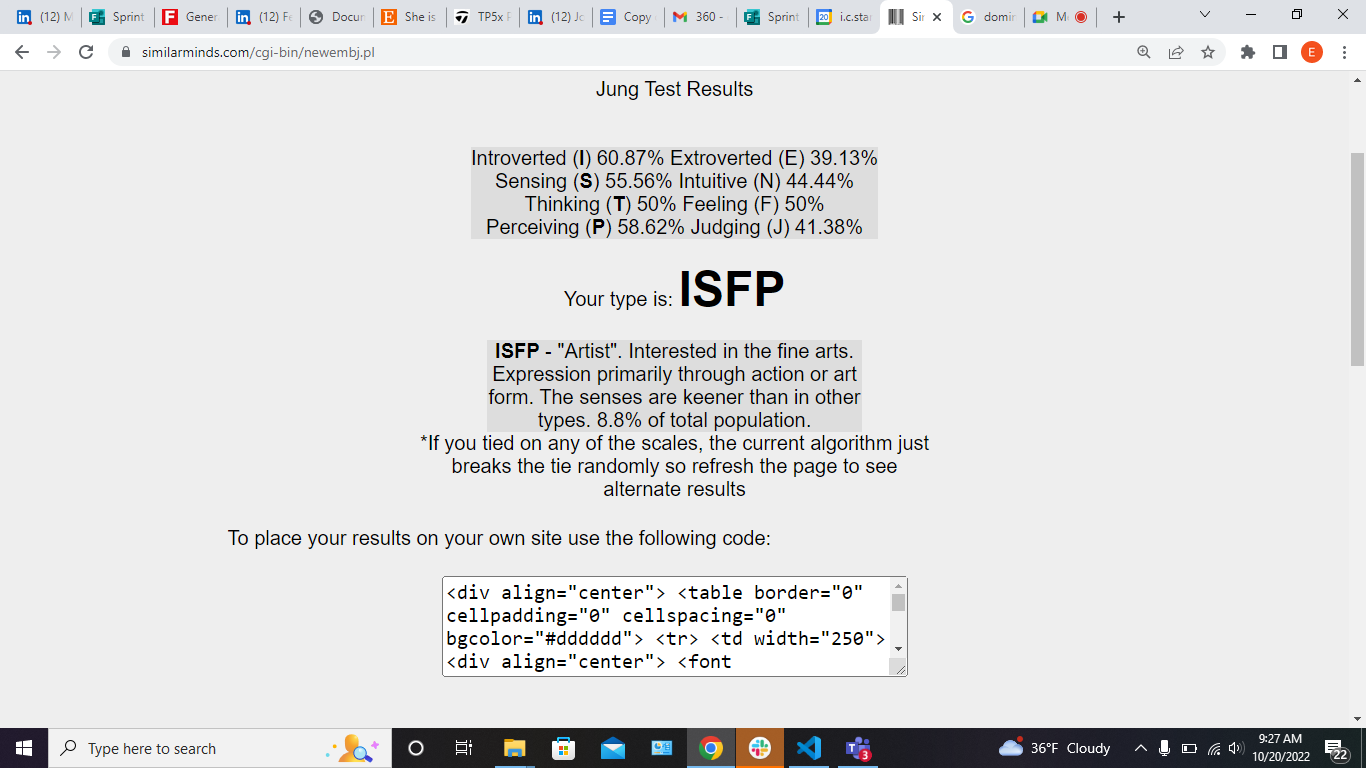 (12) M
Sprint
Gener
(12) Fe
Docur
She is
TP5x P
(12) Jc
Copy
360 -
Sprint
i.c.star
Sir
domir
M
similarminds.com/cgi-bin/newembj.pl
E
Jung Test Results
Introverted (I) 60.87% Extroverted (E) 39.13%
Sensing (S) 55.56% Intuitive (N) 44.44%
Thinking (T) 50% Feeling (F) 50%
Perceiving (P) 58.62% Judging (J) 41.38%
Your type is: ISFP
ISFP - "Artist". Interested in the fine arts.
Expression primarily through action or art
form. The senses are keener than in other
types. 8.8% of total population.
*If you tied on any of the scales, the current algorithm just
breaks the tie randomly so refresh the page to see
alternate results
To place your results on your own site use the following code:
<div align="center"> <table border="0"
cellpadding="0" cellspacing="0"
bgcolor="#dddddd"> <tr> <td width="250">
<div align="center"> <font
Type here to search
3
36°F Cloudy
9:27 AM
10/20/2022
22